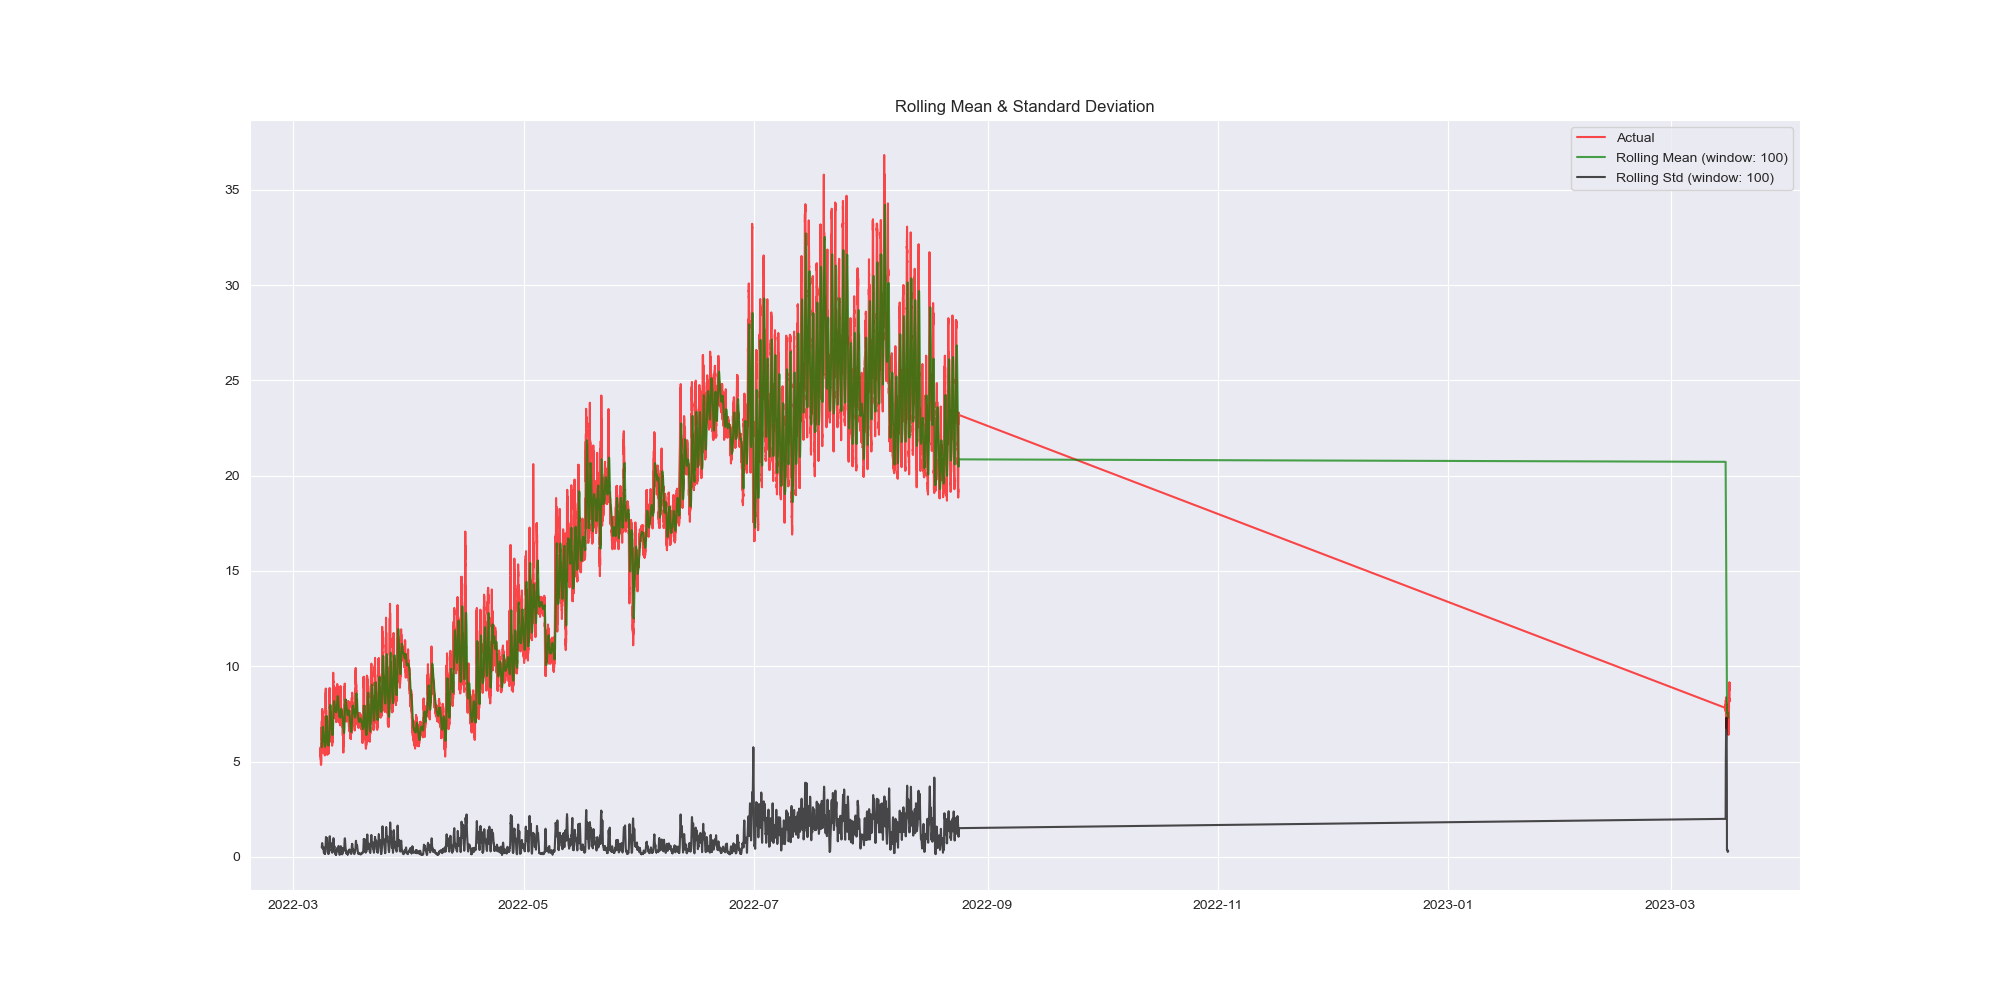 Rolling Mean & Standard Deviation
Actual
Rolling Mean (window: 100)
Rolling Std (window: 100)
35
30
25
20
15
10
5
0
2022-03 2022-05 2022-07 2022-09 2022-11 2023-01 2023-03